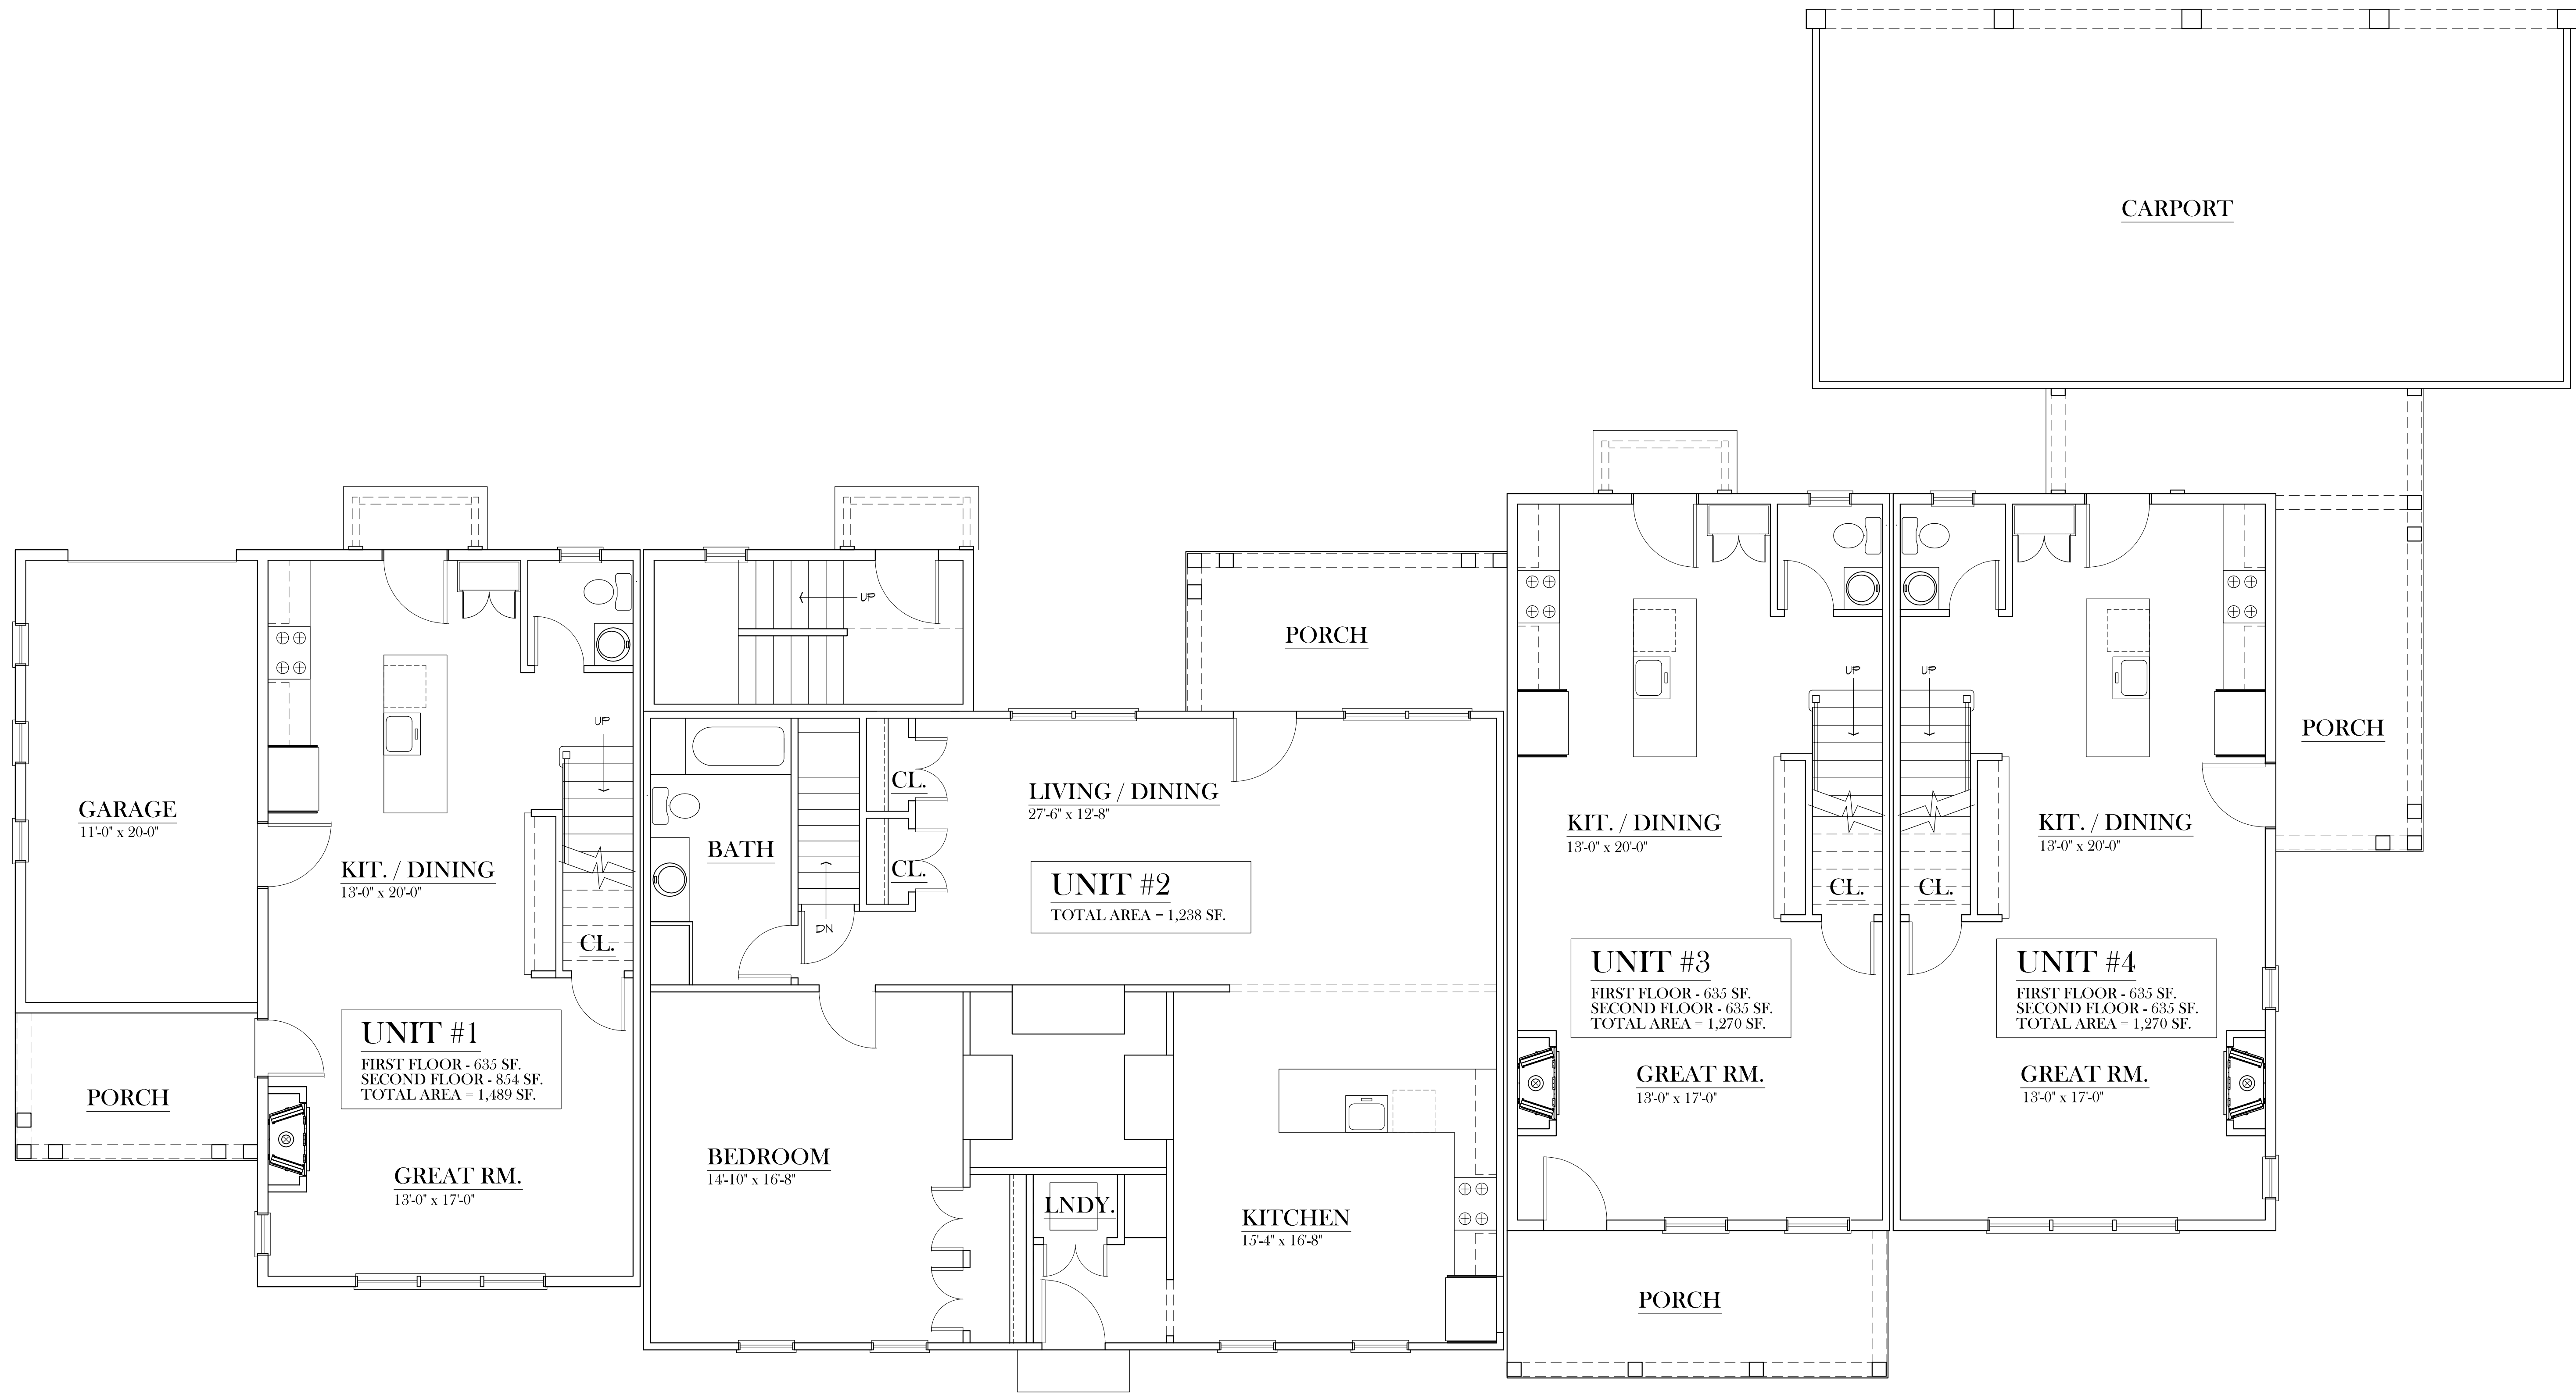 CARPORT
GARAGE
11'-0" x 20-0"
KIT. / DINING
13'-0" x 20'-0"
UP
CL.
UNIT #1
FIRST FLOOR - 635 SF.
SECOND FLOOR - 854 SF.
TOTAL AREA = 1,489 SF.
PORCH
GREAT RM.
13'-0" x 17'-0"
UP
BATH
DN
CL.
CL.
LIVING / DINING
27'-6" x 12'-8"
UNIT #2
TOTAL AREA = 1,238 SF.
PORCH
BEDROOM
14'-10" x 16'-8"
LNDY.
KITCHEN
15'-4" x 16'-8"
UP
KIT. / DINING
13'-0" x 20'-0"
CL.
UNIT #3
FIRST FLOOR - 635 SF.
SECOND FLOOR - 635 SF.
TOTAL AREA = 1,270 SF.
GREAT RM.
13'-0" x 17'-0"
PORCH
UP
KIT. / DINING
13'-0" x 20'-0"
CL.
UNIT #4
FIRST FLOOR - 635 SF.
SECOND FLOOR - 635 SF.
TOTAL AREA = 1,270 SF.
GREAT RM.
13'-0" x 17'-0"
PORCH